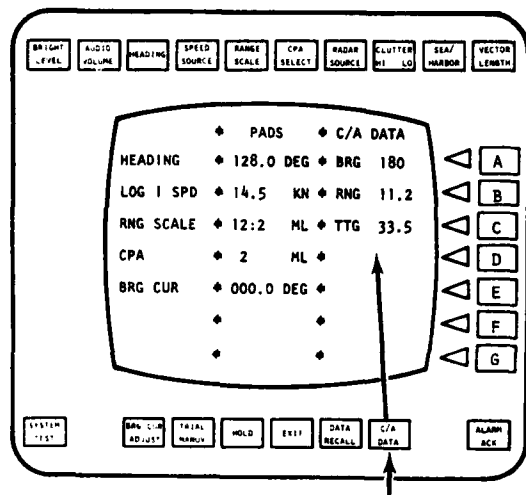 BRIGHT LEVEL
AUDIO VOLUME
HEADING
SPEED SOURCE
RANGE SCALE
CPA SELECT
RADAR SOURCE
CLUTTER HI LO
SEA/ HARBOR
VECTOR LENGTH
♦ PADS ♦ C/A DATA
HEADING ♦ 128.0 DEG ♦ BRG 180
LOG 1 SPD ♦ 14.5 KN ♦ RNG 11.2
RNG SCALE ♦ 12:2 ML ♦ TTG 33.5
CPA ♦ 2 ML ♦
BRG CUR ♦ 000.0 DEG ♦
♦ ♦
♦ ♦
A
B
C
D
E
F
G
SYSTEM TEST
BRG CUR ADJUST
TRIAL MANUV
HOLD
EXIT
DATA RECALL
C/A DATA
ALARM ACK